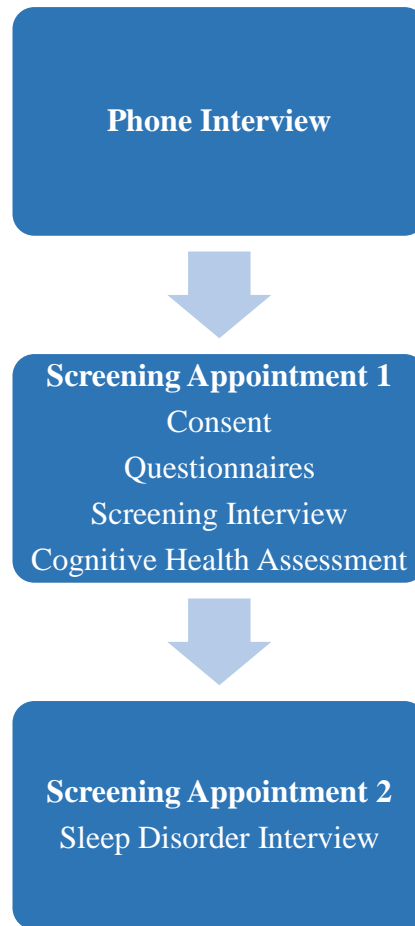 Phone Interview
Screening Appointment 1
Consent
Questionnaires
Screening Interview
Cognitive Health Assessment
Screening Appointment 2
Sleep Disorder Interview